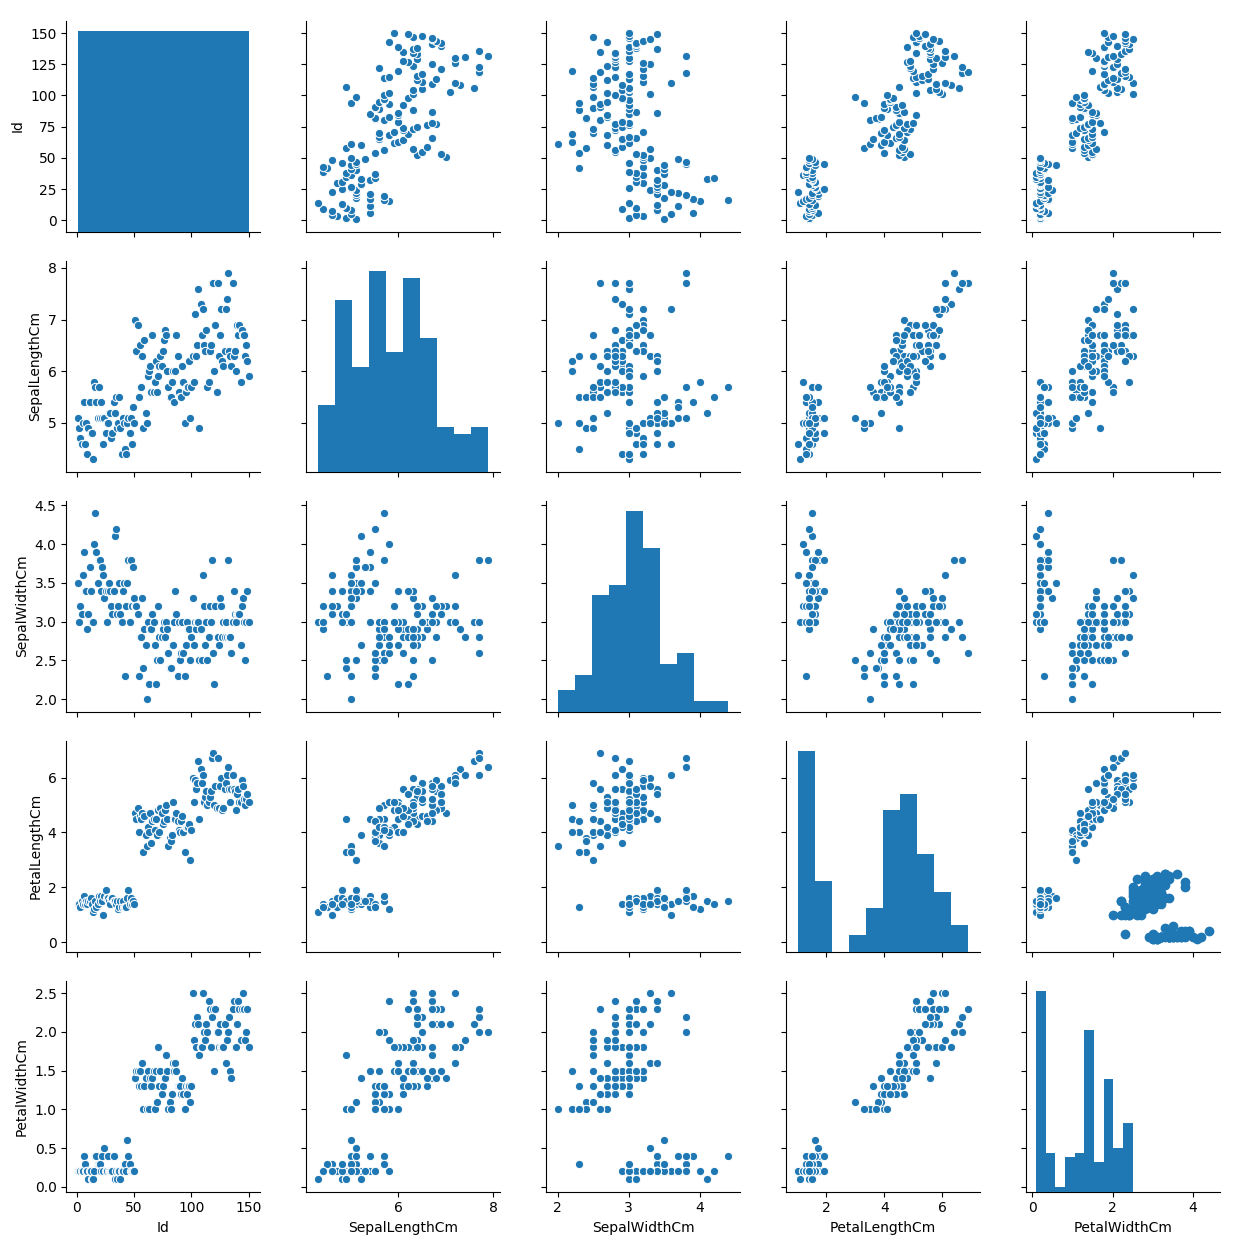 150
125
100
75
50
25
0
Id
8
7
6
5
SepalLengthCm
4.5
4.0
3.5
3.0
2.5
2.0
SepalWidthCm
6
4
2
0
PetalLengthCm
2.5
2.0
1.5
1.0
0.5
0.0
PetalWidthCm
0 50 100 150
Id
6 8
SepalLengthCm
2 3 4
SepalWidthCm
2 4 6
PetalLengthCm
0 2 4
PetalWidthCm